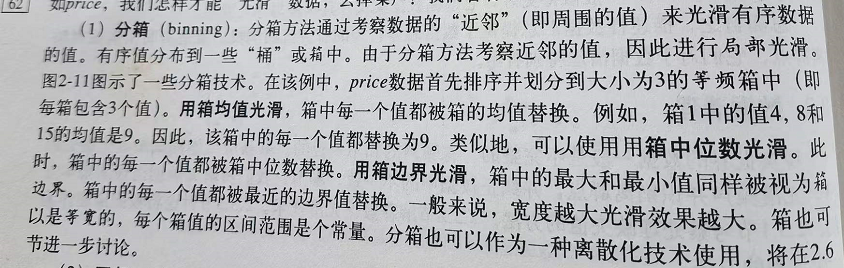 62 如price，我们怎样才能“光滑”数据，去掉噪
(1) 分箱（binning）：分箱方法通过考察数据的“近邻”（即周围的值）来光滑有序数据
的值。有序值分布到一些“桶”或箱中。由于分箱方法考察近邻的值，因此进行局部光滑。
图2-11图示了一些分箱技术。在该例中，price数据首先排序并划分到大小为3的等频箱中（即
每箱包含3个值）。用箱均值光滑，箱中每一个值都被箱的均值替换。例如，箱1中的值4, 8和
15的均值是9。因此，该箱中的每一个值都替换为9。类似地，可以使用用箱中位数光滑。此
时，箱中的每一个值都被箱中位数替换。用箱边界光滑，箱中的最大和最小值同样被视为箱
边界。箱中的每一个值都被最近的边界值替换。一般来说，宽度越大光滑效果越大。箱也可
以是等宽的，每个箱值的区间范围是个常量。分箱也可以作为一种离散化技术使用，将在2.6
节进一步讨论。